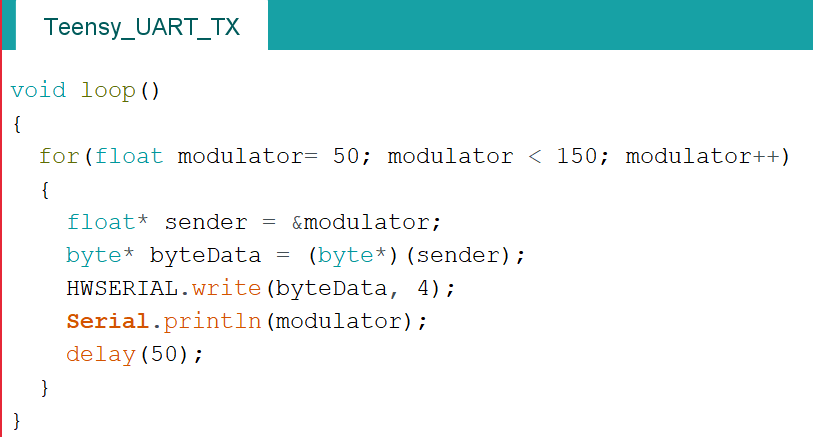 Teensy_UART_TX
void loop()
{
  for(float modulator= 50; modulator < 150; modulator++)
  {
    float* sender = &modulator;
    byte* byteData = (byte*)(sender);
    HWSERIAL.write(byteData, 4);
    Serial.println(modulator);
    delay(50);
  }
}